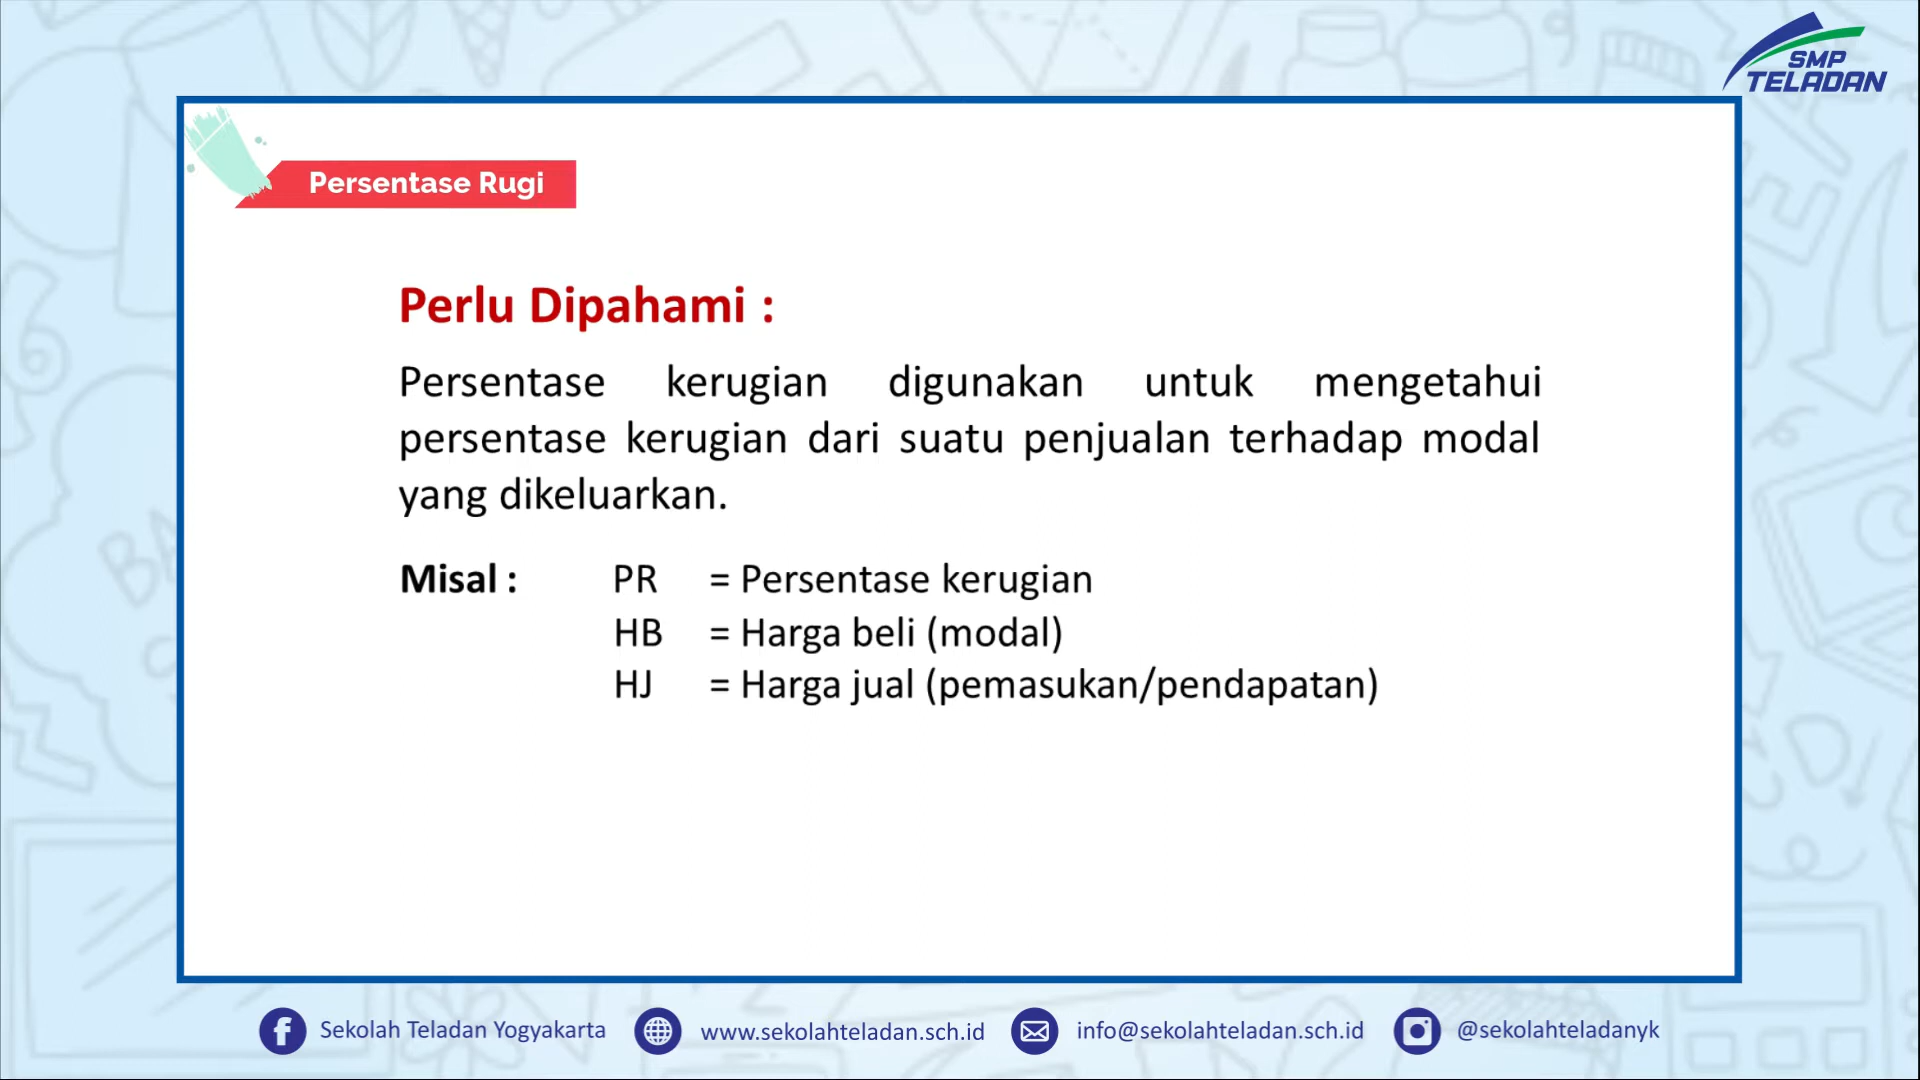 SMP
TELADAN
Persentase Rugi
Perlu Dipahami :
Persentase kerugian digunakan untuk mengetahui
persentase kerugian dari suatu penjualan terhadap modal
yang dikeluarkan.
Misal : PR = Persentase kerugian
HB = Harga beli (modal)
HJ = Harga jual (pemasukan/pendapatan)
Sekolah Teladan Yogyakarta www.sekolahteladan.sch.id info@sekolahteladan.sch.id @sekolahteladanyk